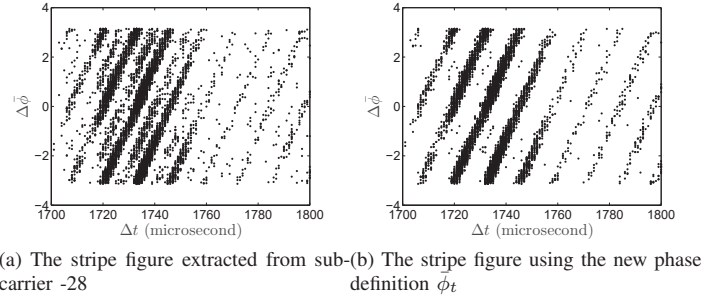 4
2
0
−2
−4
Δϕ̄
1700 1720 1740 1760 1780 1800
Δt (microsecond)
4
2
0
−2
−4
Δϕ̄
1700 1720 1740 1760 1780 1800
Δt (microsecond)
(a) The stripe figure extracted from sub-
carrier -28
(b) The stripe figure using the new phase
definition ϕ̄t